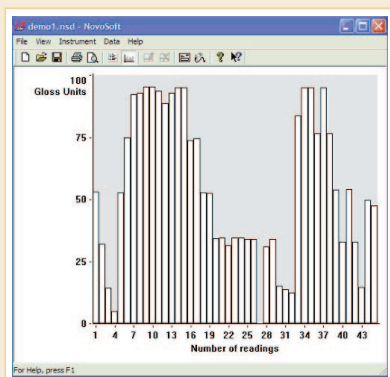 demo1.nsd - NovoSoft
File View Instrument Data Help
100
Gloss Units
75
50
25
0
1 4 7 10 13 16 19 22 25 28 31 34 37 40 43
Number of readings
For Help, press F1